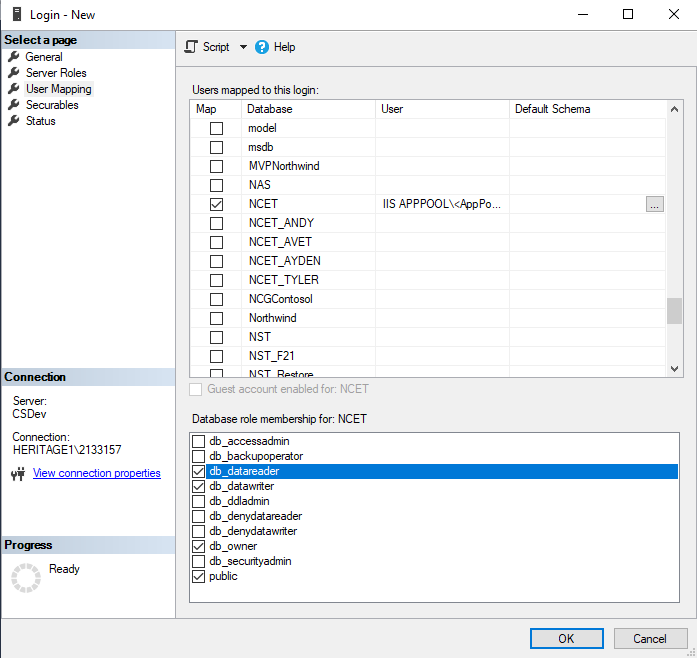 Login - New
Select a page
General
Server Roles
User Mapping
Securables
Status
Script
Help
Users mapped to this login:
Map Database User Default Schema
model
msdb
MVPNorthwind
NAS
NCET IIS APPPOOL\<AppPo... ...
NCET_ANDY
NCET_AVET
NCET_AYDEN
NCET_TYLER
NCGContosol
Northwind
NST
NST_F21
NST_Restore
Guest account enabled for: NCET
Database role membership for: NCET
db_accessadmin
db_backupoperator
db_datareader
db_datawriter
db_ddladmin
db_denydatareader
db_denydatawriter
db_owner
db_securityadmin
public
Connection
Server:
CSDev
Connection:
HERITAGE1\2133157
View connection properties
Progress
Ready
OK
Cancel